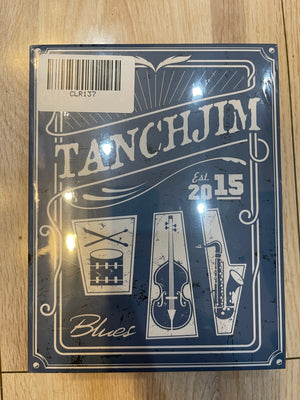 CLR137
TANCHJIM
Est.
2015
Blues